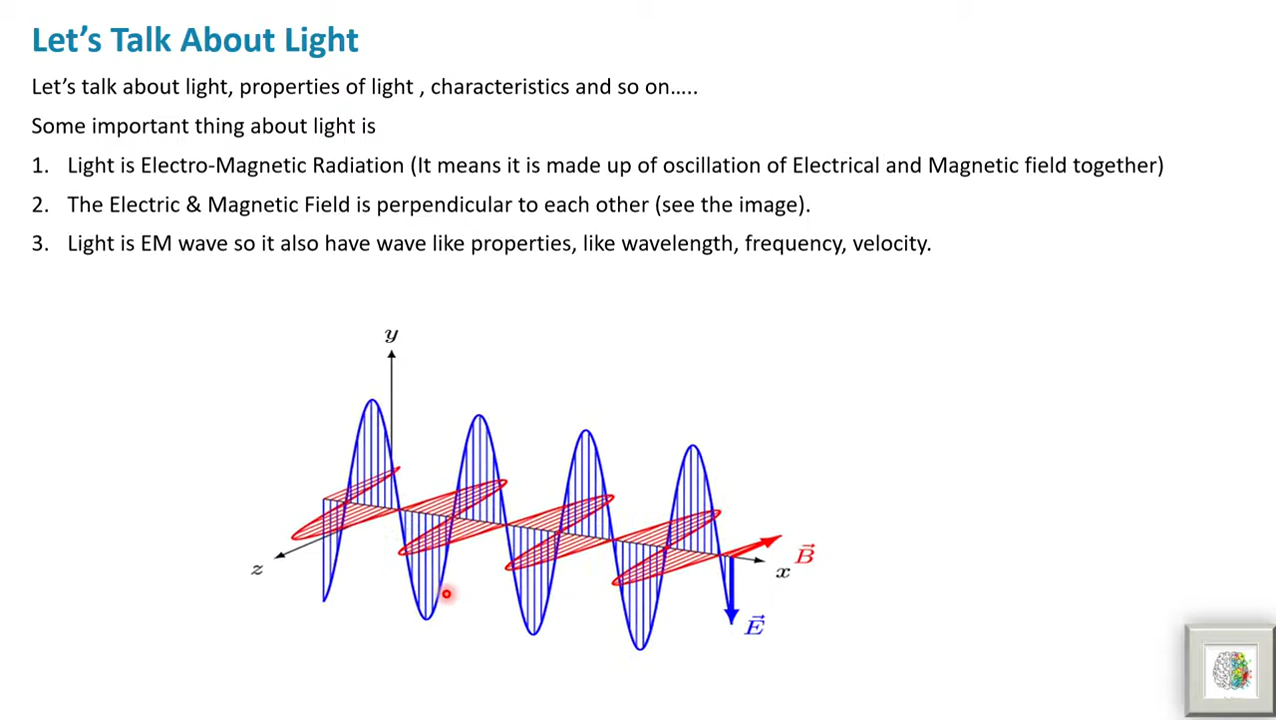 Let's Talk About Light
Let's talk about light, properties of light , characteristics and so on…..
Some important thing about light is
1. Light is Electro-Magnetic Radiation (It means it is made up of oscillation of Electrical and Magnetic field together)
2. The Electric & Magnetic Field is perpendicular to each other (see the image).
3. Light is EM wave so it also have wave like properties, like wavelength, frequency, velocity.
y
z
x
B⃗
E⃗